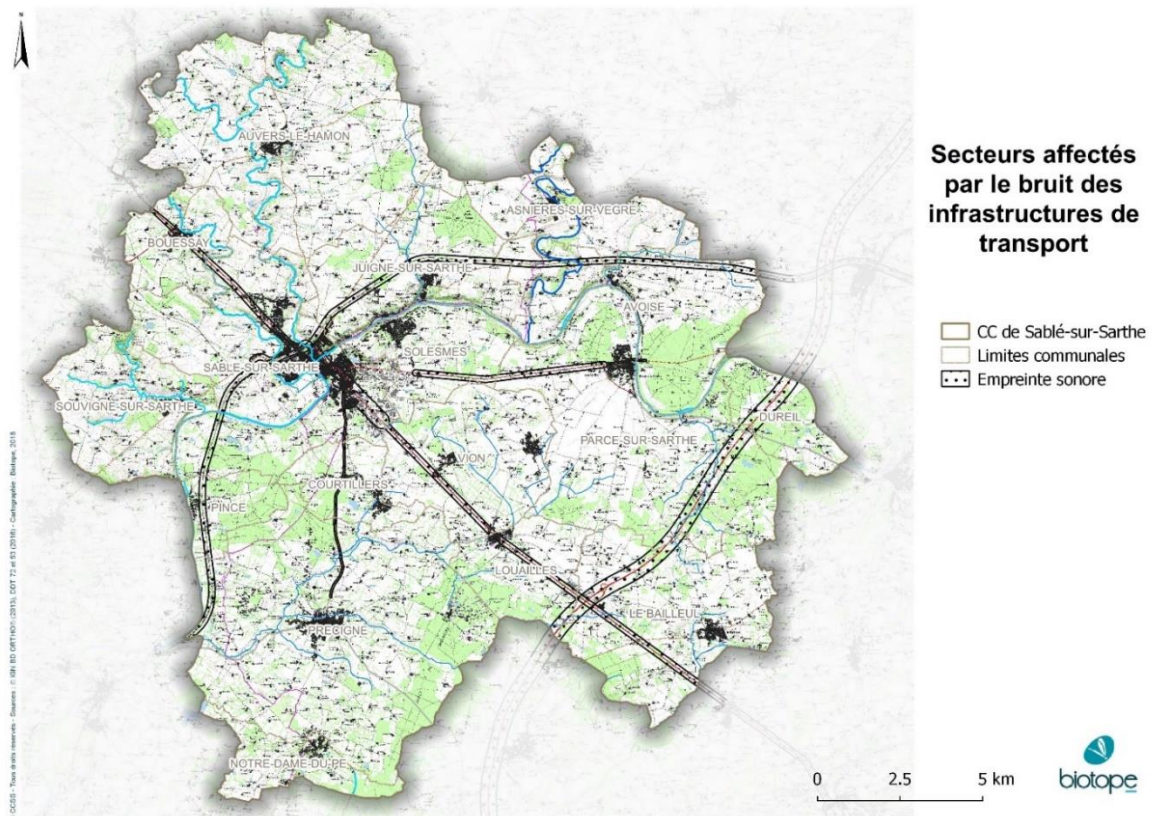 N
AUVERS-LE-HAMON
ASNIERES-SUR-VEGRE
BOUESSAY
JUIGNE-SUR-SARTHE
AVOISE
SOLESMES
SABLE-SUR-SARTHE
SOUVIGNE-SUR-SARTHE
DUREIL
PARCE-SUR-SARTHE
VION
COURTILLERS
PINCE
LOUAILLES
LE BAILLEUL
PRECIGNE
NOTRE-DAME-DU-PE
Secteurs affectés
par le bruit des
infrastructures de
transport
CC de Sablé-sur-Sarthe
Limites communales
Empreinte sonore
0 2.5 5 km
biotope